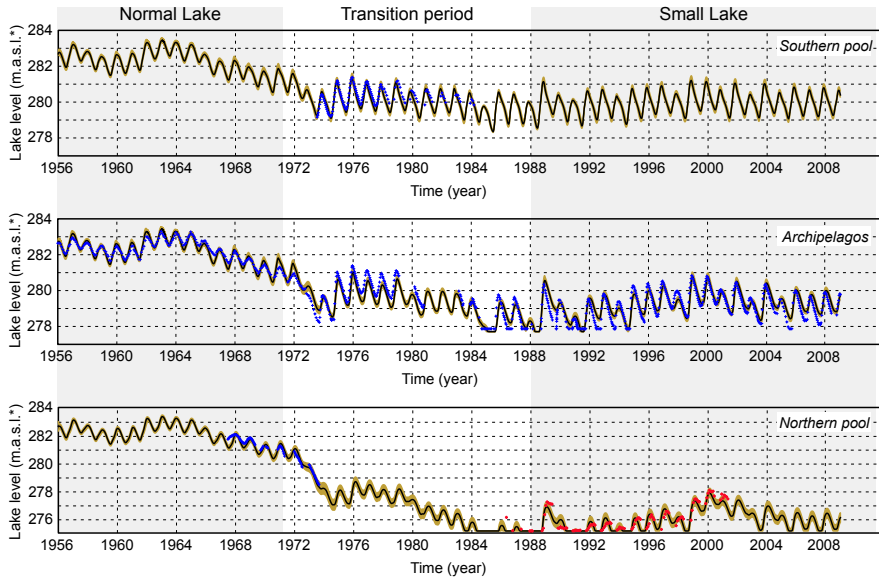 Normal Lake Transition period Small Lake
Lake level (m.a.s.l.*)
284
282
280
278
Southern pool
1956 1960 1964 1968 1972 1976 1980 1984 1988 1992 1996 2000 2004 2008
Time (year)
Lake level (m.a.s.l.*)
284
282
280
278
Archipelagos
1956 1960 1964 1968 1972 1976 1980 1984 1988 1992 1996 2000 2004 2008
Time (year)
Lake level (m.a.s.l.*)
284
282
280
278
276
Northern pool
1956 1960 1964 1968 1972 1976 1980 1984 1988 1992 1996 2000 2004 2008
Time (year)